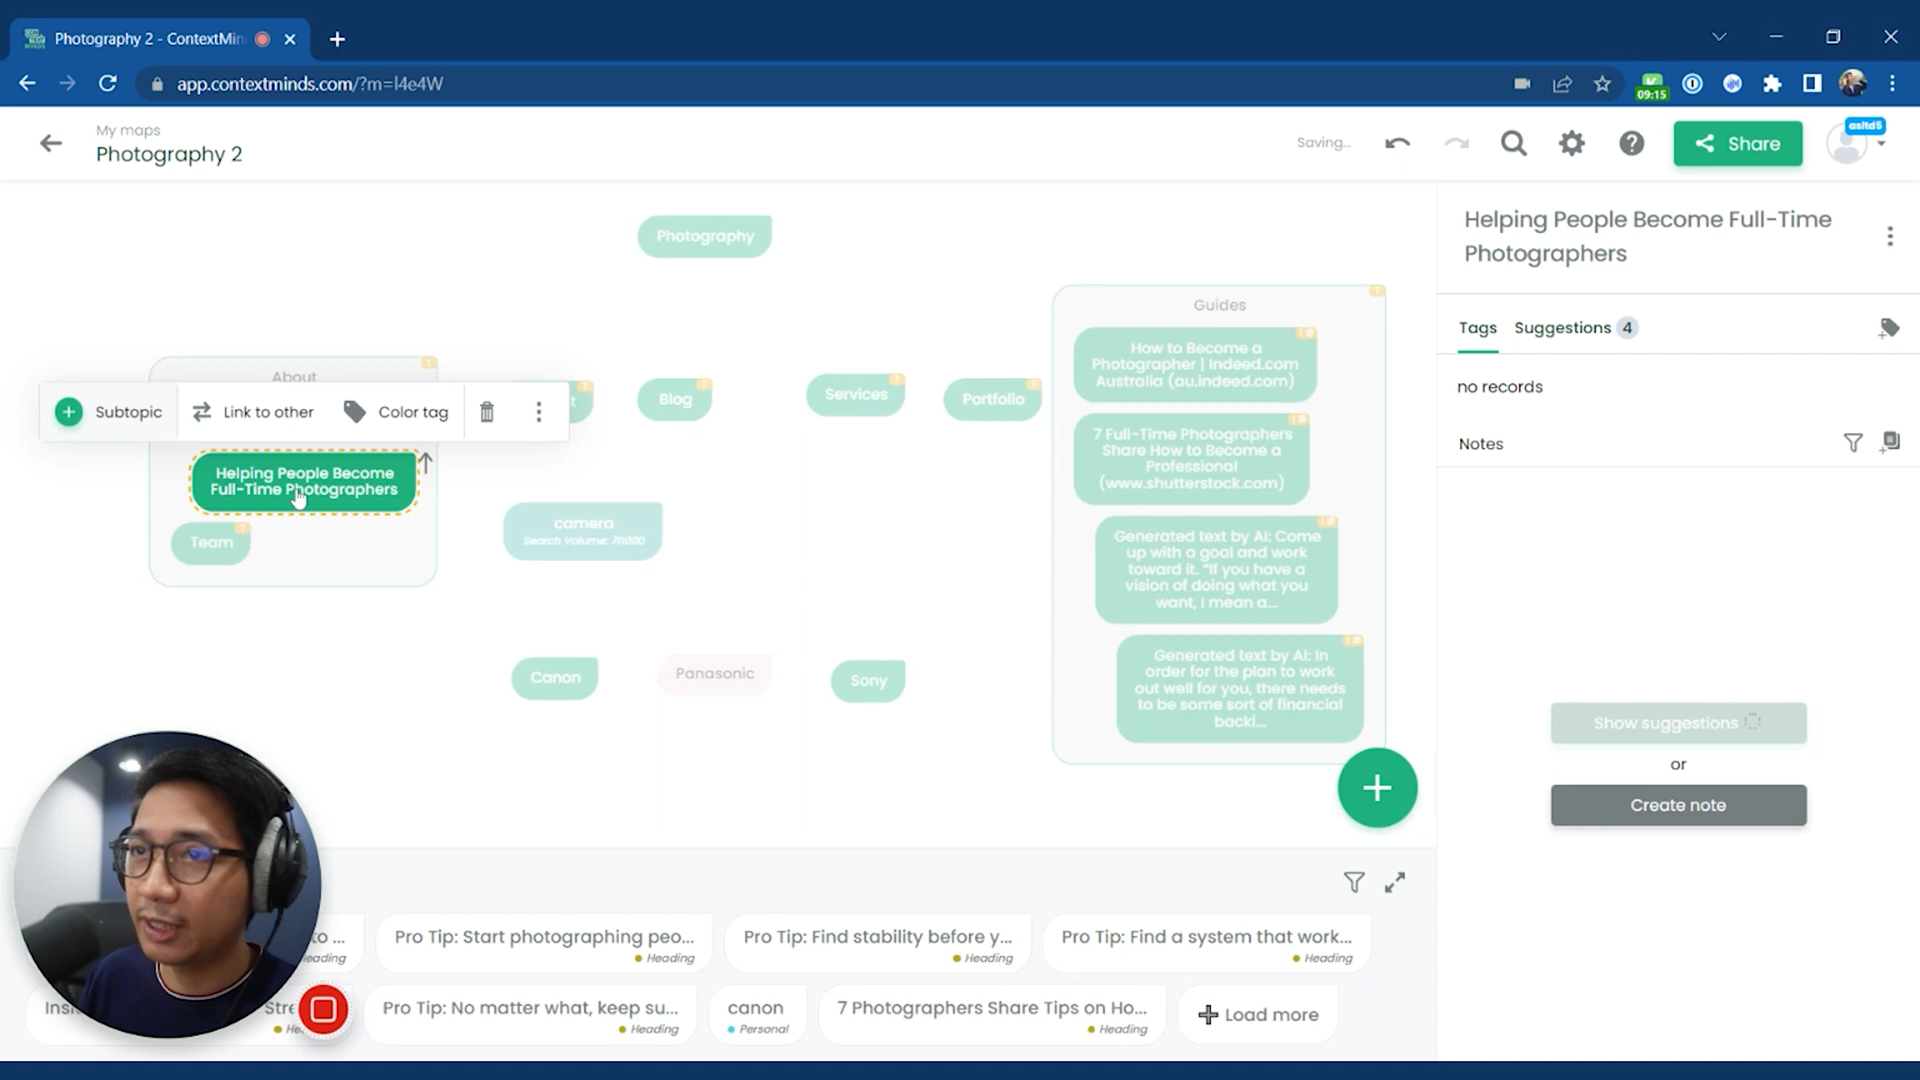 Photography 2 - ContextMin
app.contextminds.com/?m=l4e4W
09:15
My maps
Photography 2
Saving...
Share
asltd5
Helping People Become Full-Time
Photographers
Tags
Suggestions 4
no records
Notes
Show suggestions
or
Create note
Photography
About
Subtopic
Link to other
Color tag
t
Blog
Services
Portfolio
Helping People Become
Full-Time Photographers
Team
camera
Search Volume: 711000
Canon
Panasonic
Sony
Guides
How to Become a
Photographer | Indeed.com
Australia (au.indeed.com)
7 Full-Time Photographers
Share How to Become a
Professional
(www.shutterstock.com)
Generated text by AI: Come
up with a goal and work
toward it. "If you have a
vision of doing what you
want, I mean a...
Generated text by AI: In
order for the plan to work
out well for you, there needs
to be some sort of financial
backi...
to ...
eading
Pro Tip: Start photographing peo...
Heading
Pro Tip: Find stability before y...
Heading
Pro Tip: Find a system that work...
Heading
Pro Tip: No matter what, keep su...
Heading
canon
Personal
7 Photographers Share Tips on Ho...
Heading
Load more